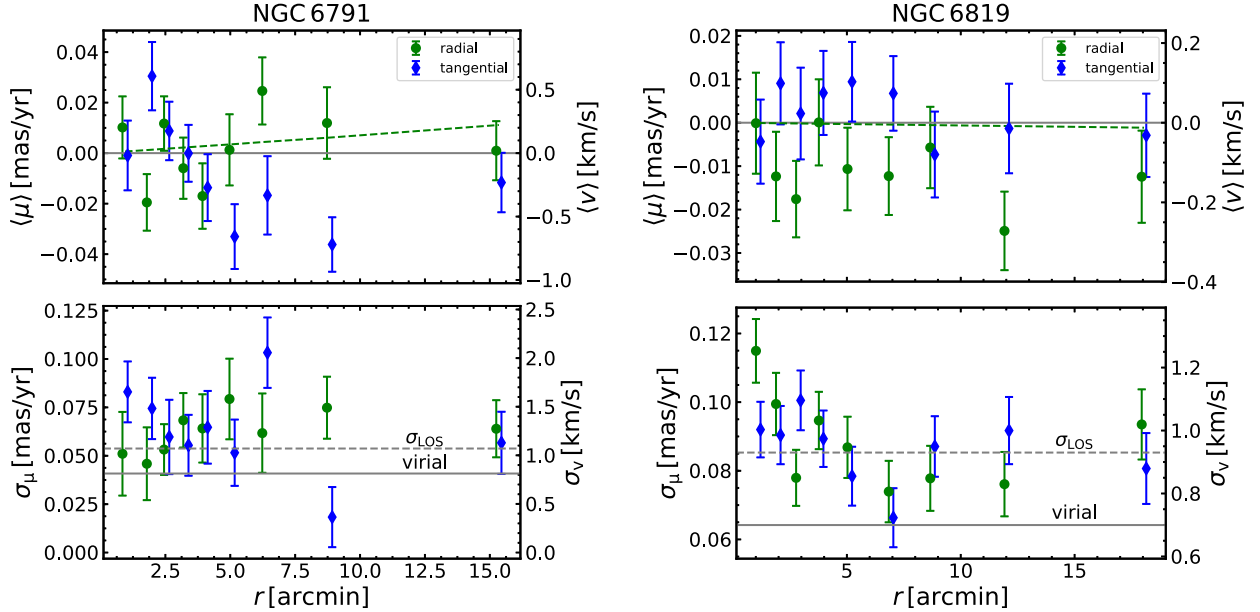 NGC 6791
0.04
0.02
0.00
−0.02
−0.04
⟨μ⟩ [mas/yr]
radial
tangential
0.5
0.0
−0.5
−1.0
⟨v⟩ [km/s]
NGC 6819
0.02
0.01
0.00
−0.01
−0.02
−0.03
⟨μ⟩ [mas/yr]
radial
tangential
0.2
0.0
−0.2
−0.4
⟨v⟩ [km/s]
0.125
0.100
0.075
0.050
0.025
0.000
σμ [mas/yr]
σLOS
virial
2.5
2.0
1.5
1.0
0.5
0.0
σv [km/s]
2.5
5.0
7.5
10.0
12.5
15.0
r [arcmin]
0.12
0.10
0.08
0.06
σμ [mas/yr]
σLOS
virial
1.2
1.0
0.8
0.6
σv [km/s]
5
10
15
r [arcmin]